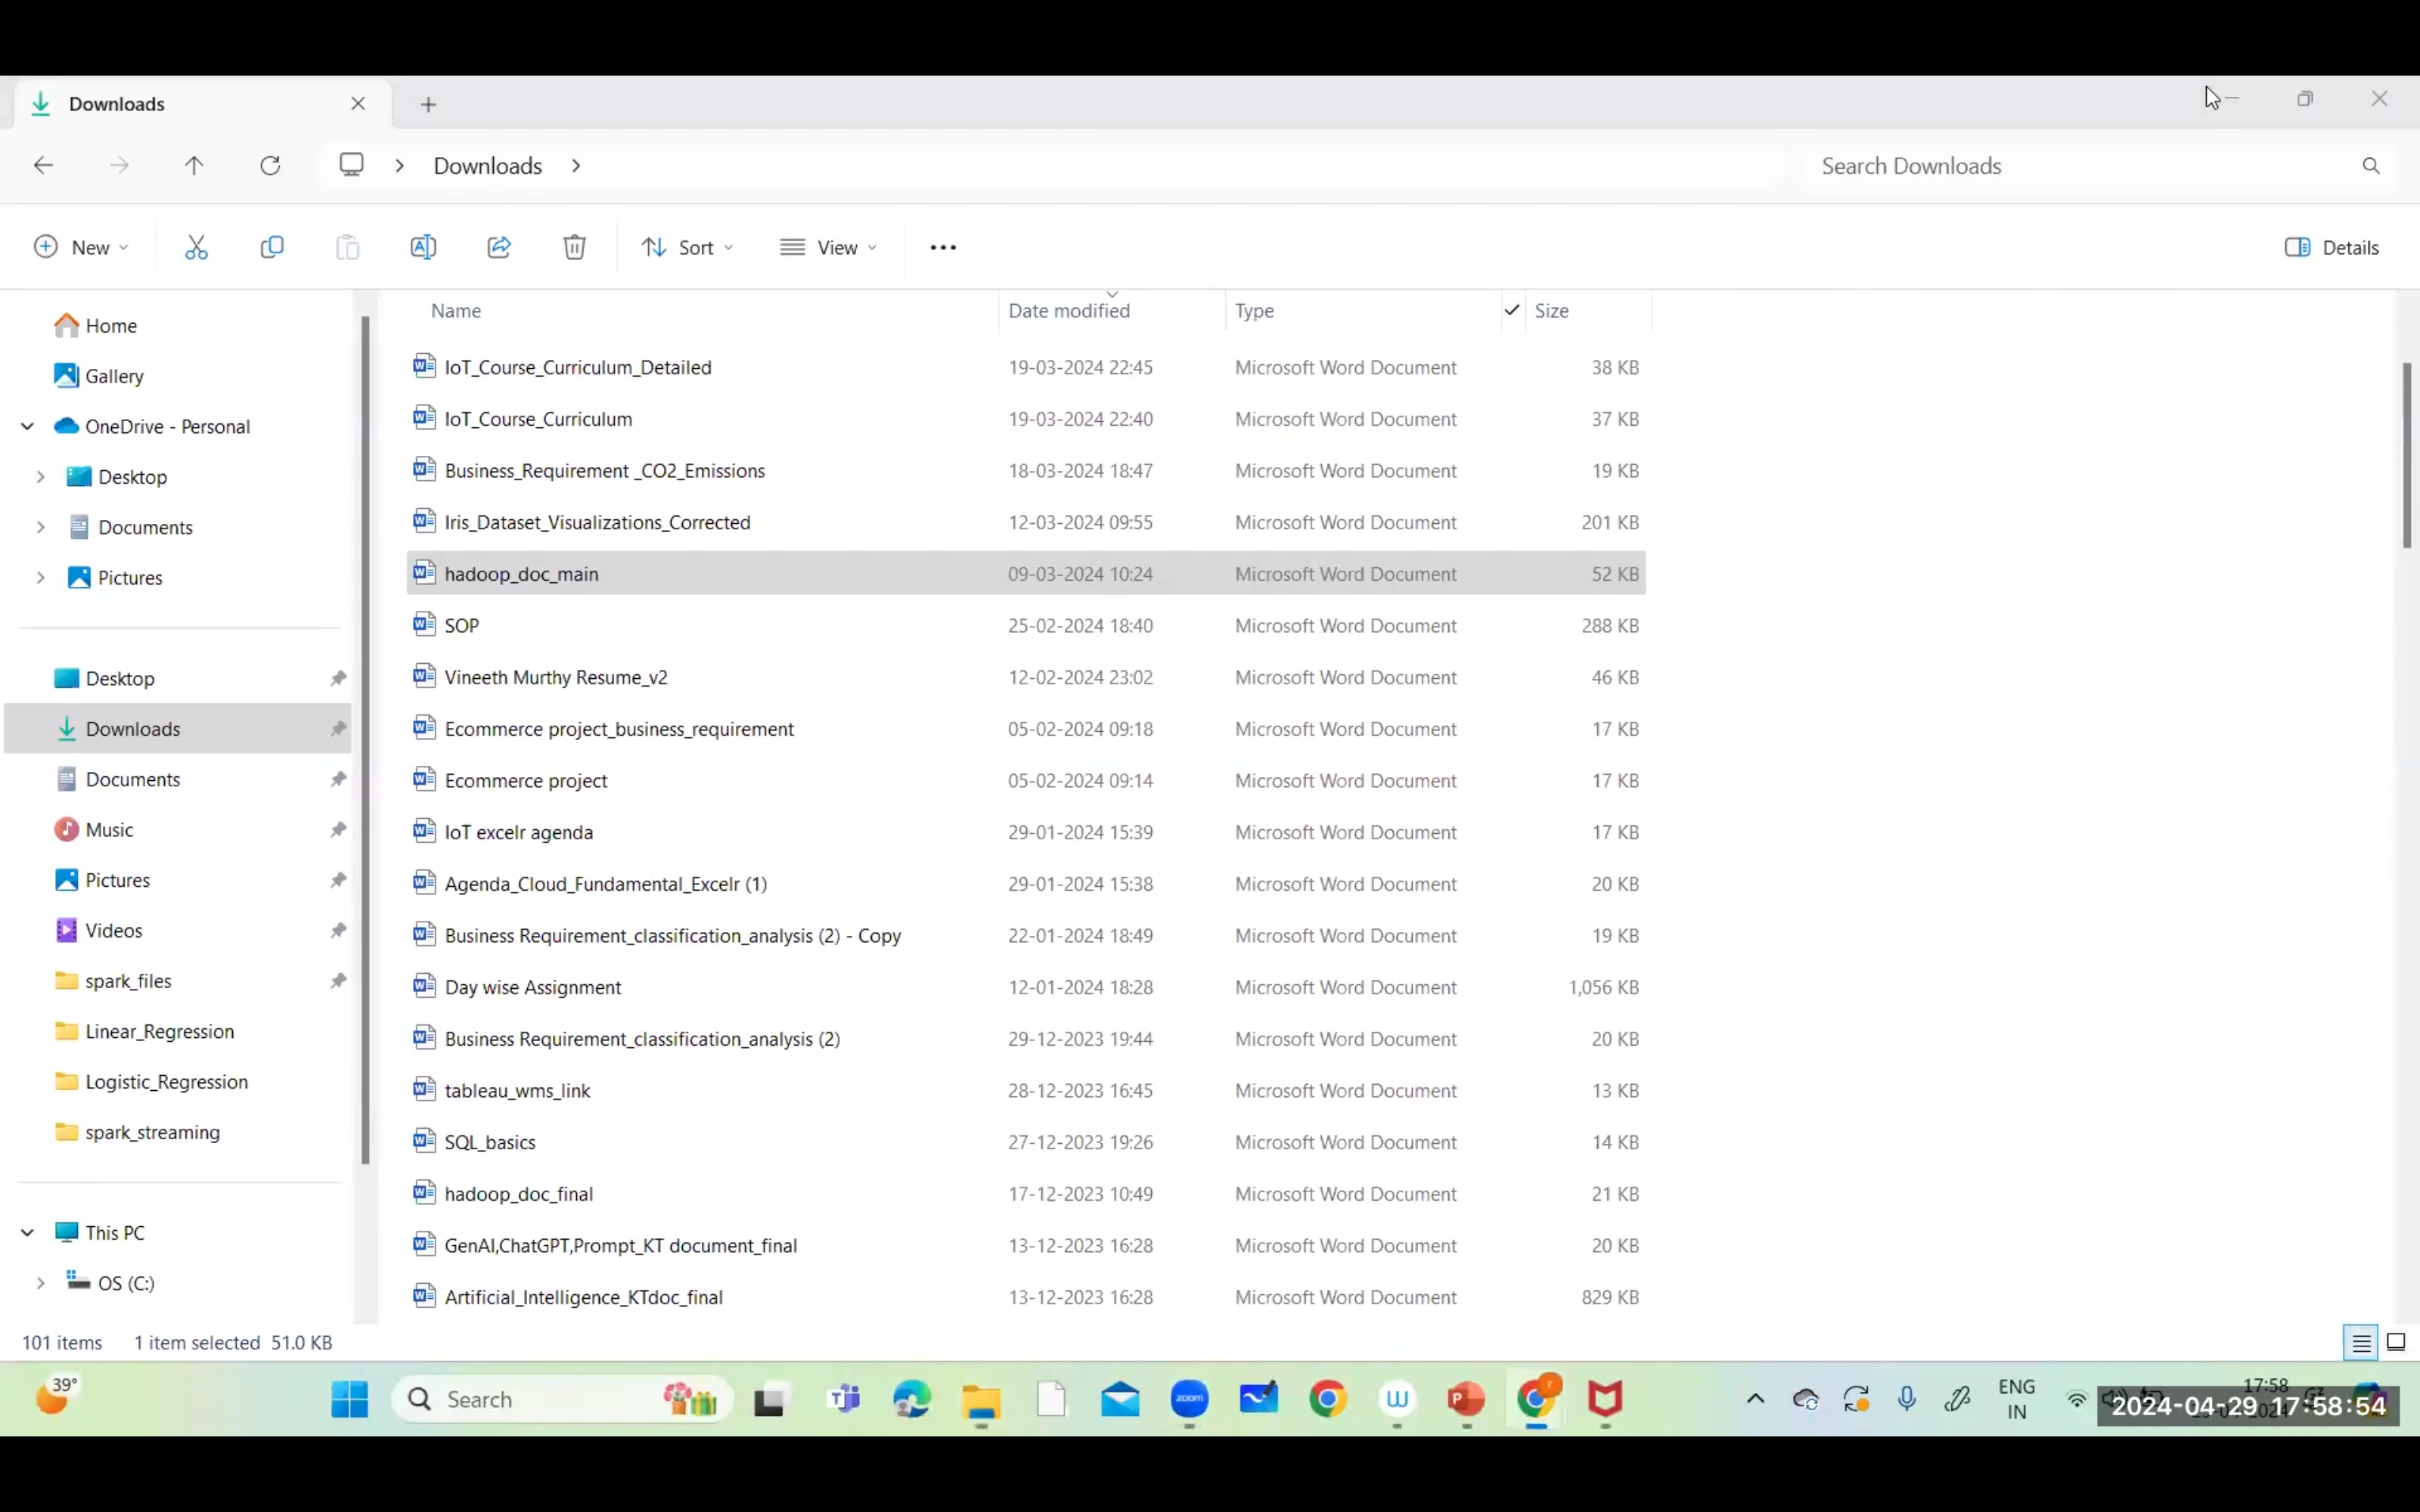 Downloads
Downloads
Search Downloads
New
Sort
View
Details
Name Date modified Type Size
Home
Gallery
OneDrive - Personal
Desktop
Documents
Pictures
Desktop
Downloads
Documents
Music
Pictures
Videos
spark_files
Linear_Regression
Logistic_Regression
spark_streaming
This PC
OS (C:)
IoT_Course_Curriculum_Detailed 19-03-2024 22:45 Microsoft Word Document 38 KB
IoT_Course_Curriculum 19-03-2024 22:40 Microsoft Word Document 37 KB
Business_Requirement _CO2_Emissions 18-03-2024 18:47 Microsoft Word Document 19 KB
Iris_Dataset_Visualizations_Corrected 12-03-2024 09:55 Microsoft Word Document 201 KB
hadoop_doc_main 09-03-2024 10:24 Microsoft Word Document 52 KB
SOP 25-02-2024 18:40 Microsoft Word Document 288 KB
Vineeth Murthy Resume_v2 12-02-2024 23:02 Microsoft Word Document 46 KB
Ecommerce project_business_requirement 05-02-2024 09:18 Microsoft Word Document 17 KB
Ecommerce project 05-02-2024 09:14 Microsoft Word Document 17 KB
IoT excelr agenda 29-01-2024 15:39 Microsoft Word Document 17 KB
Agenda_Cloud_Fundamental_Excelr (1) 29-01-2024 15:38 Microsoft Word Document 20 KB
Business Requirement_classification_analysis (2) - Copy 22-01-2024 18:49 Microsoft Word Document 19 KB
Day wise Assignment 12-01-2024 18:28 Microsoft Word Document 1,056 KB
Business Requirement_classification_analysis (2) 29-12-2023 19:44 Microsoft Word Document 20 KB
tableau_wms_link 28-12-2023 16:45 Microsoft Word Document 13 KB
SQL_basics 27-12-2023 19:26 Microsoft Word Document 14 KB
hadoop_doc_final 17-12-2023 10:49 Microsoft Word Document 21 KB
GenAI,ChatGPT,Prompt_KT document_final 13-12-2023 16:28 Microsoft Word Document 20 KB
Artificial_Intelligence_KTdoc_final 13-12-2023 16:28 Microsoft Word Document 829 KB
101 items 1 item selected 51.0 KB
39°
Search
zoom
ENG
IN
17:58
2024-04-29 17:58:54